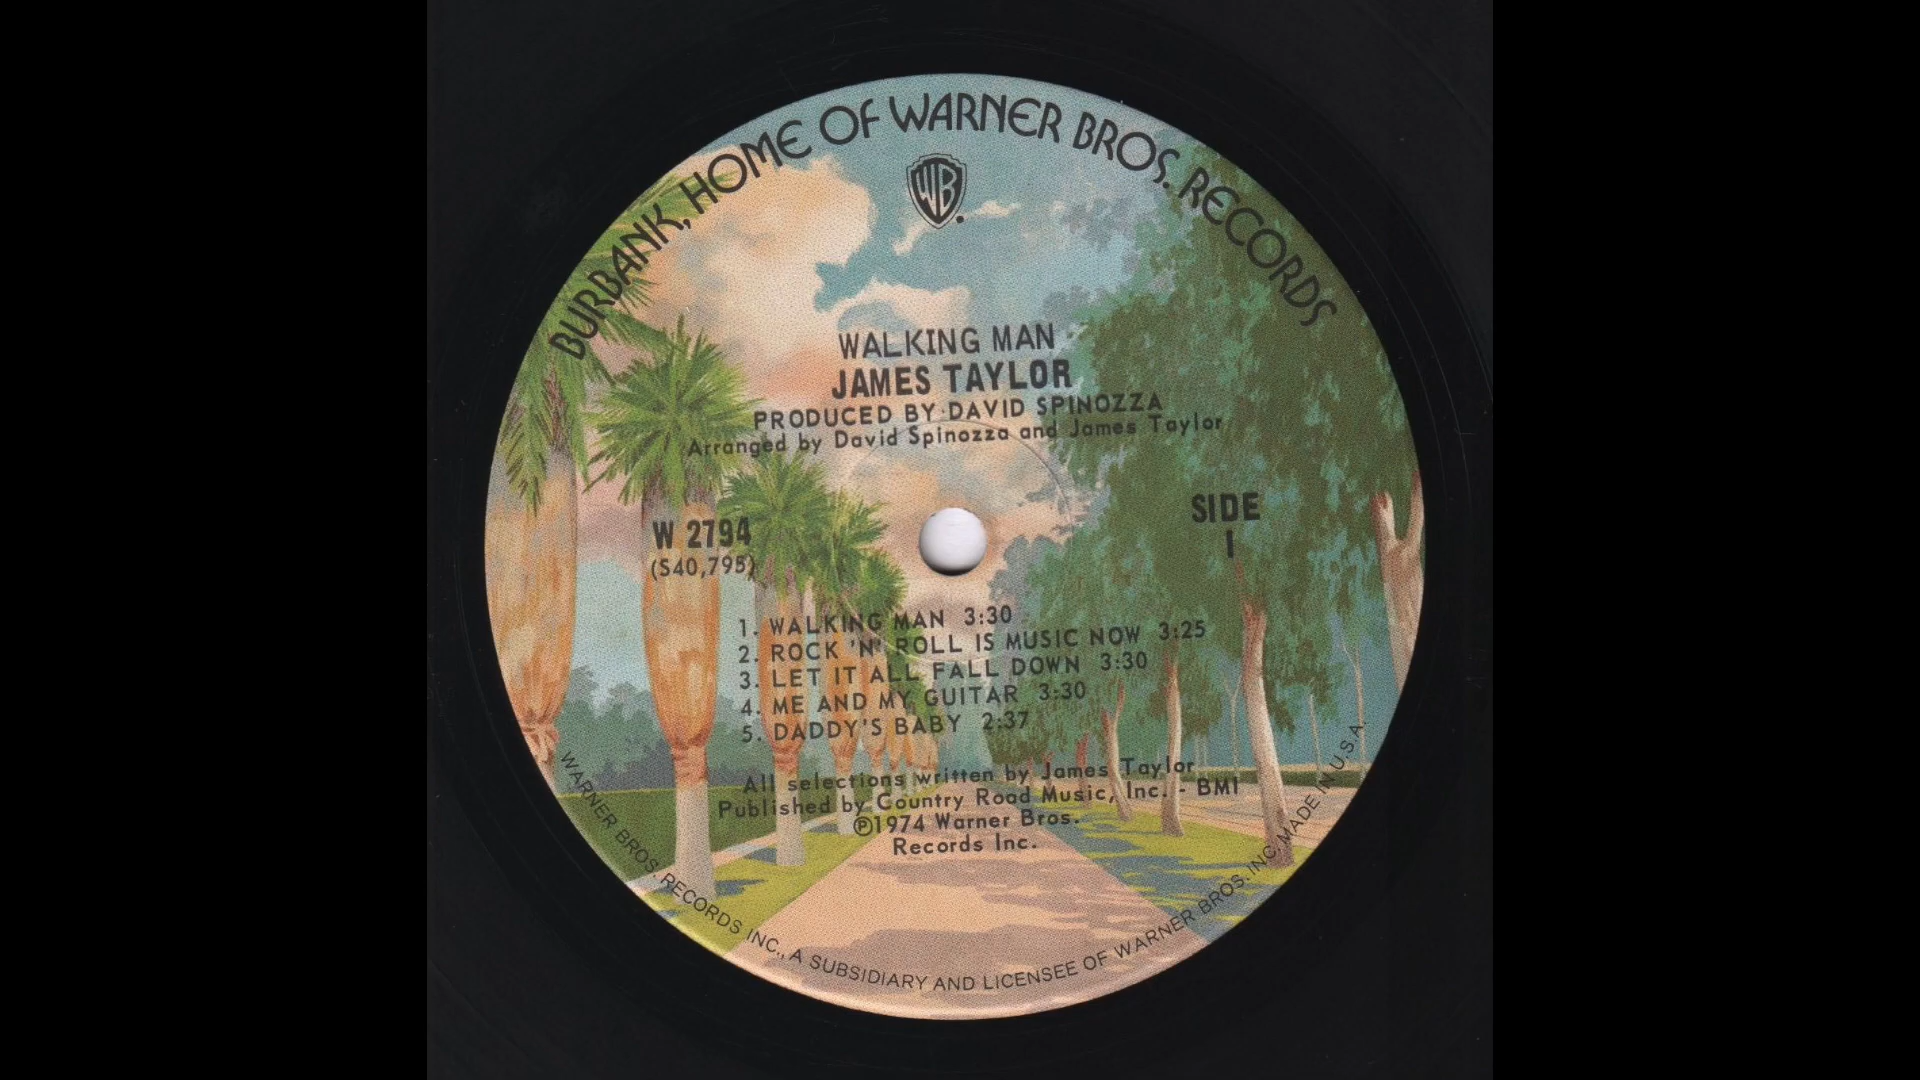 BURBANK, HOME OF WARNER BROS. RECORDS
WB
WALKING MAN
JAMES TAYLOR
PRODUCED BY DAVID SPINOZZA
Arranged by David Spinozza and James Taylor
W 2794
(S40,795)
SIDE
1
1. WALKING MAN 3:30
2. ROCK 'N' ROLL IS MUSIC NOW 3:25
3. LET IT ALL FALL DOWN 3:30
4. ME AND MY GUITAR 3:30
5. DADDY'S BABY 2:37
All selections written by James Taylor
Published by Country Road Music, Inc. - BMI
℗1974 Warner Bros.
Records Inc.
WARNER BROS. RECORDS INC., A SUBSIDIARY AND LICENSEE OF WARNER BROS. INC. MADE IN U.S.A.